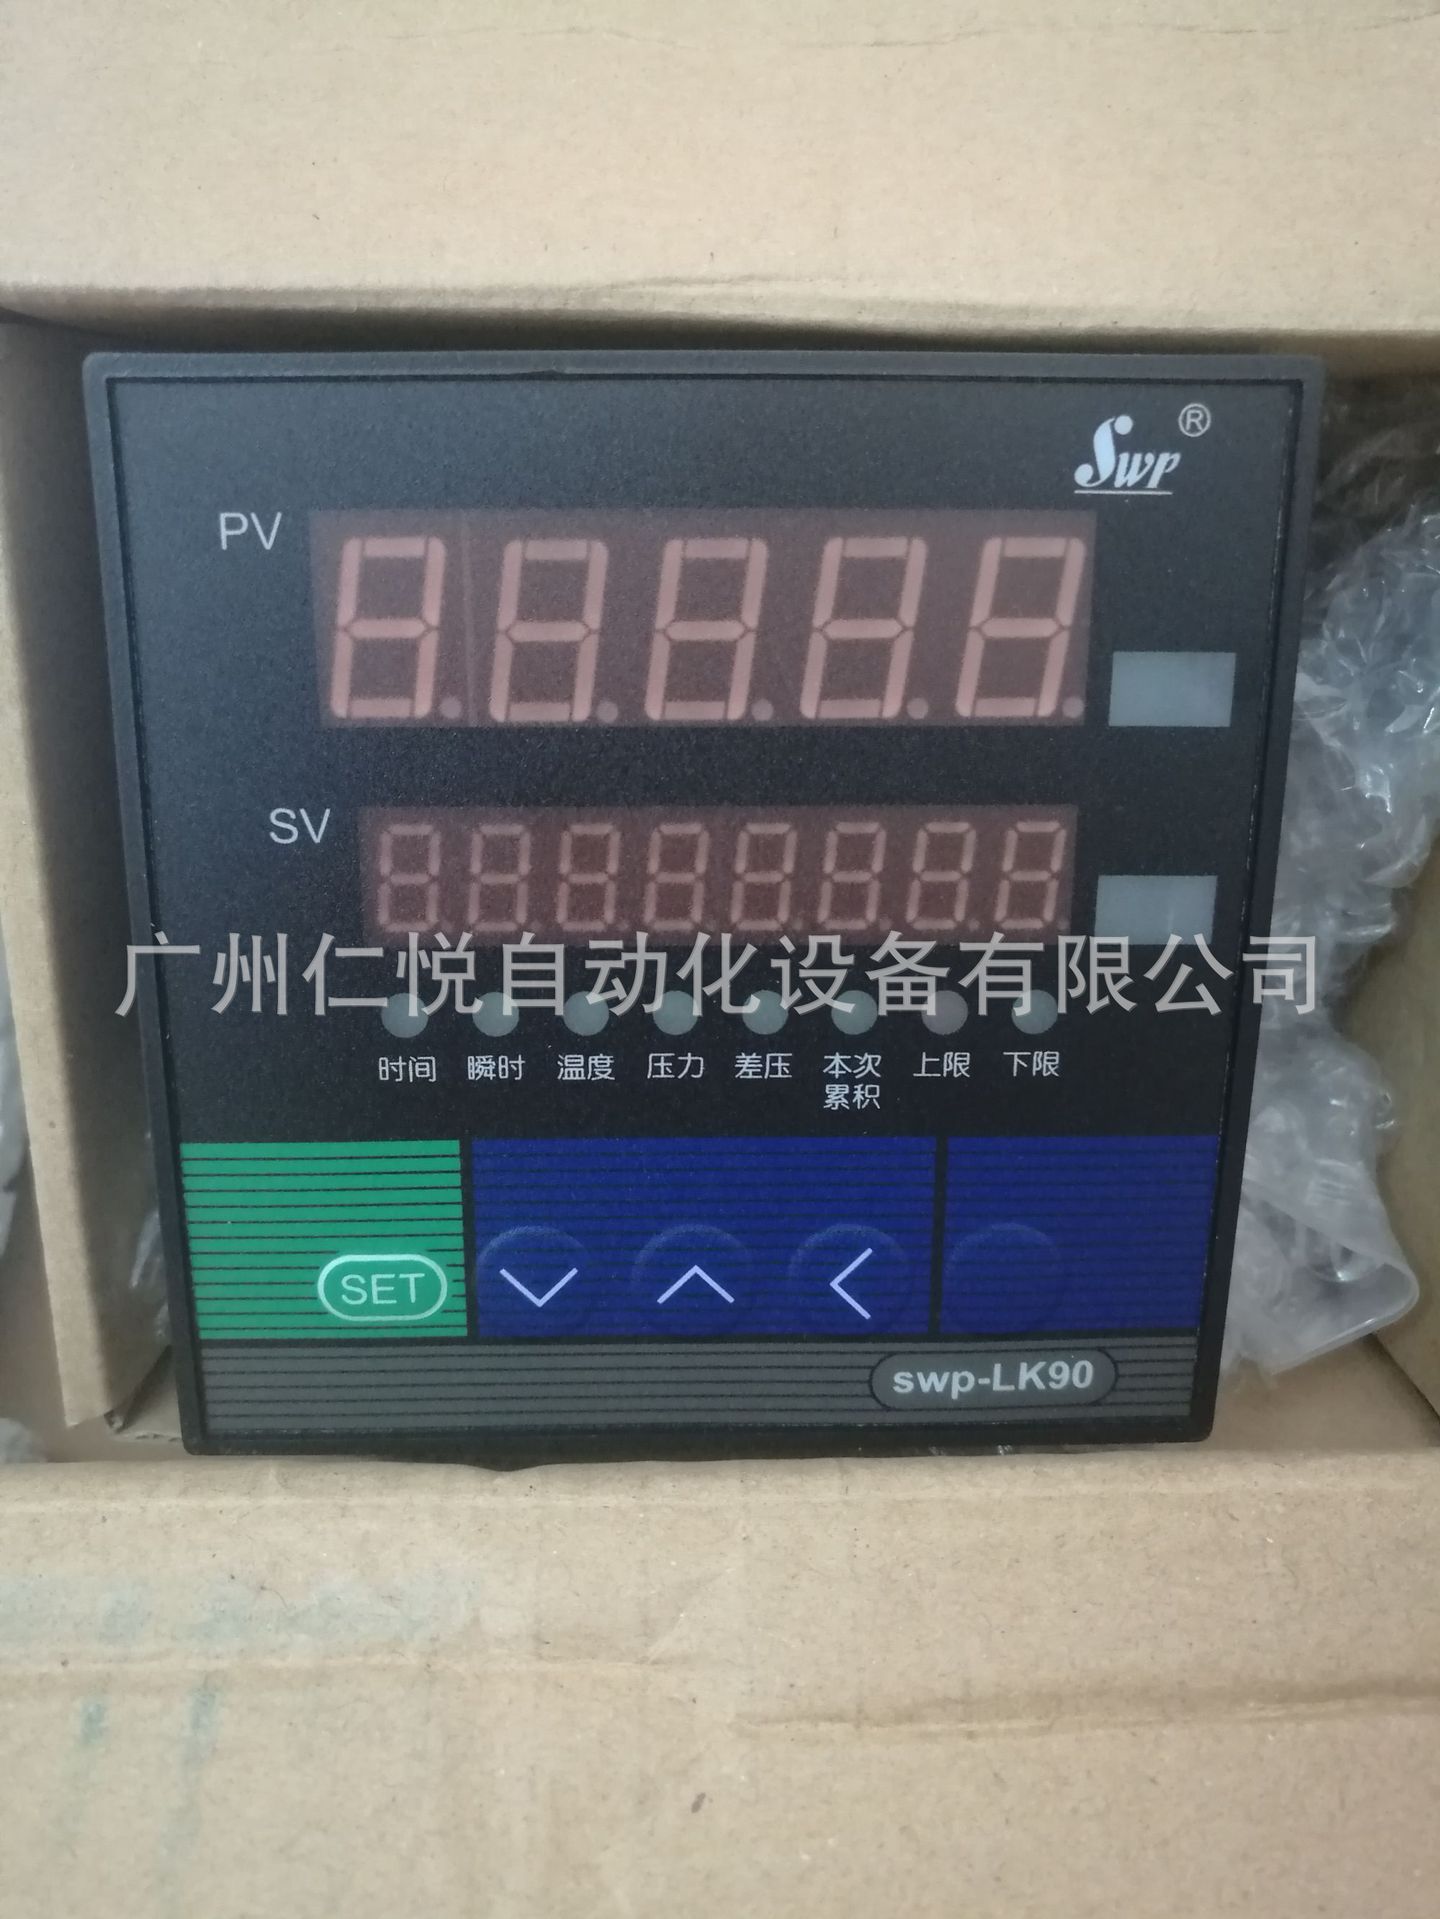 Swp®
PV
SV
广州仁悦自动化设备有限公司
时间 瞬时 温度 压力 差压 本次累积 上限 下限
SET
swp-LK90